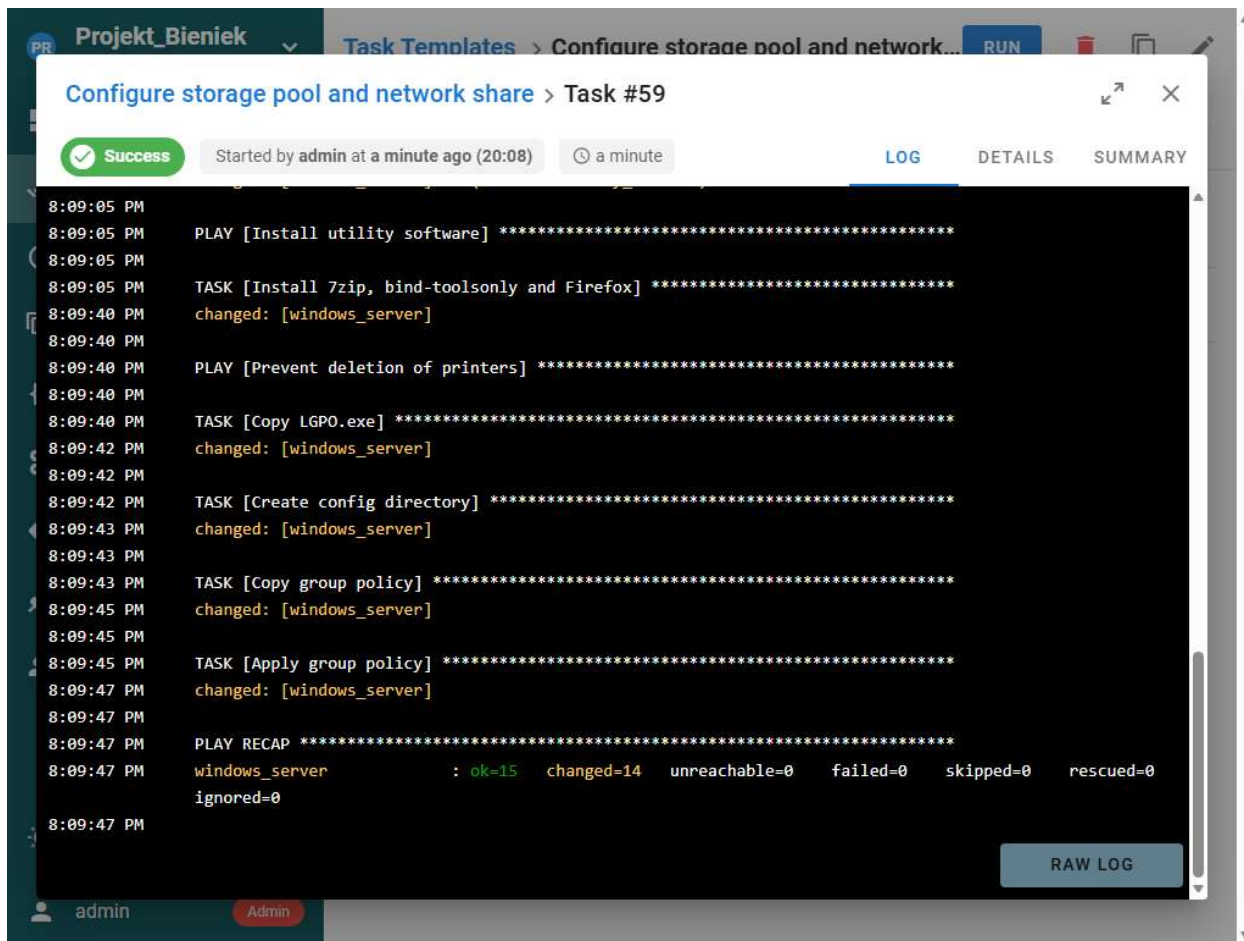 PR Projekt_Bieniek
Task Templates > Configure storage pool and network... RUN
Configure storage pool and network share > Task #59
Success Started by admin at a minute ago (20:08) a minute LOG DETAILS SUMMARY
8:09:05 PM
8:09:05 PM PLAY [Install utility software] ************************************************
8:09:05 PM
8:09:05 PM TASK [Install 7zip, bind-toolsonly and Firefox] ********************************
8:09:40 PM changed: [windows_server]
8:09:40 PM
8:09:40 PM PLAY [Prevent deletion of printers] ********************************************
8:09:40 PM
8:09:40 PM TASK [Copy LGPO.exe] ***********************************************************
8:09:42 PM changed: [windows_server]
8:09:42 PM
8:09:42 PM TASK [Create config directory] *************************************************
8:09:43 PM changed: [windows_server]
8:09:43 PM
8:09:43 PM TASK [Copy group policy] *******************************************************
8:09:45 PM changed: [windows_server]
8:09:45 PM
8:09:45 PM TASK [Apply group policy] ******************************************************
8:09:47 PM changed: [windows_server]
8:09:47 PM
8:09:47 PM PLAY RECAP *********************************************************************
8:09:47 PM windows_server : ok=15 changed=14 unreachable=0 failed=0 skipped=0 rescued=0
ignored=0
8:09:47 PM
RAW LOG
admin Admin